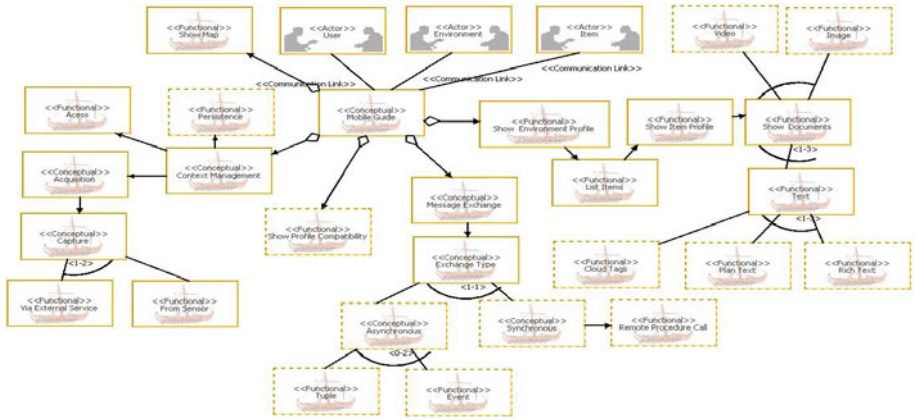 <<Functional>>
Show Map
<<Actor>>
User
<<Actor>>
Environment
<<Actor>>
Item
<<Functional>>
Video
<<Functional>>
Image
<<Communication Link>>
<<Communication Link>>
<<Communication Link>>
<<Functional>>
Acess
<<Functional>>
Persistence
<<Conceptual>>
Mobile Guide
<<Functional>>
Show Environment Profile
<<Functional>>
Show Item Profile
<<Functional>>
Show Documents
<1-3>
<<Conceptual>>
Acquisition
<<Conceptual>>
Context Management
<<Functional>>
List Items
<<Functional>>
Text
<1-3>
<<Conceptual>>
Capture
<1-2>
<<Functional>>
Show Profile Compatibility
<<Conceptual>>
Message Exchange
<<Conceptual>>
Exchange Type
<1-1>
<<Functional>>
Cloud Tags
<<Functional>>
Plan Text
<<Functional>>
Rich Text
<<Functional>>
Via External Service
<<Functional>>
From Sensor
<<Conceptual>>
Asynchronous
<0-2>
<<Conceptual>>
Synchronous
<<Functional>>
Remote Procedure Call
<<Functional>>
Tuple
<<Functional>>
Event